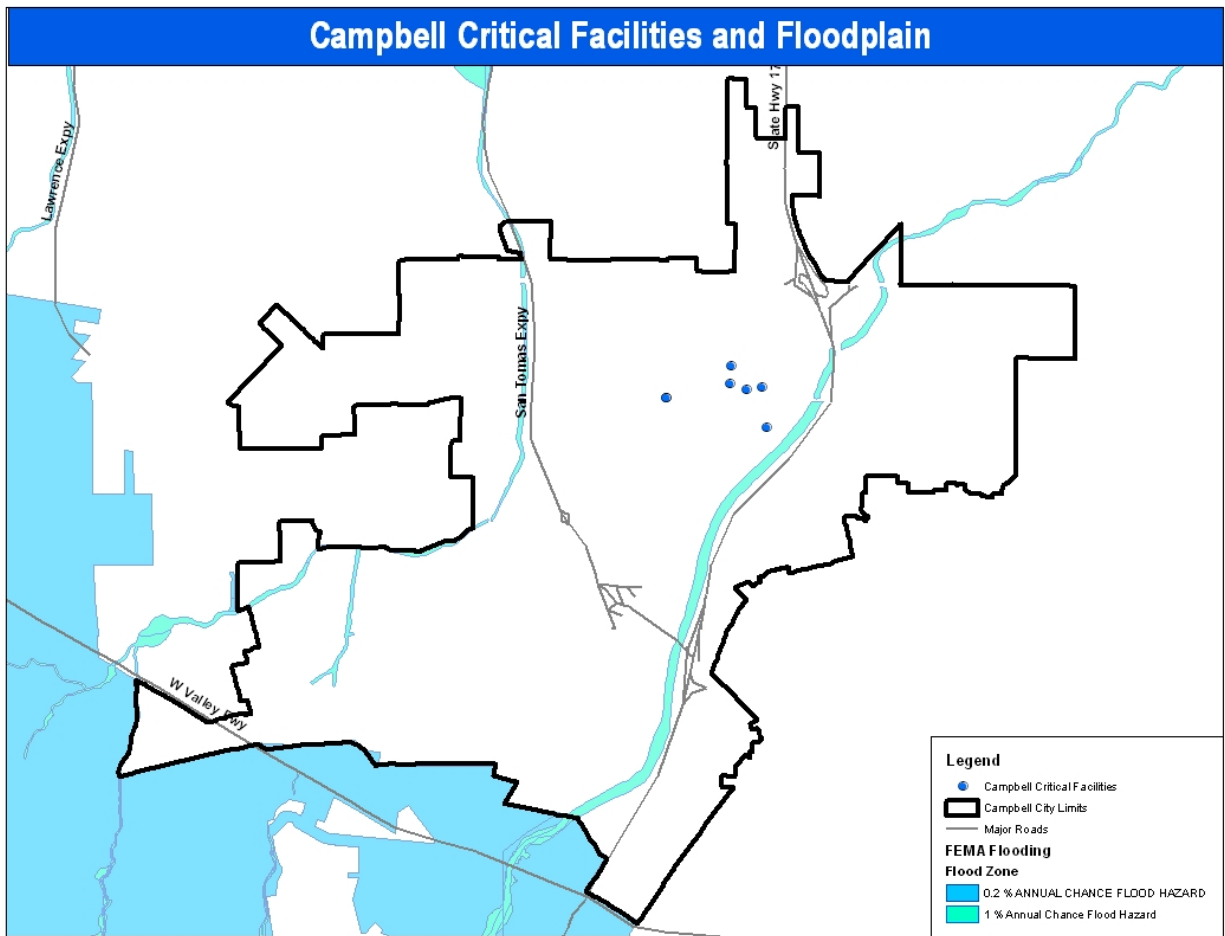 Campbell Critical Facilities and Floodplain
State Hwy 17
Lawrence Expy
San Tomas Expy
W Valley Fwy
Legend
Campbell Critical Facilities
Campbell City Limits
Major Roads
FEMA Flooding
Flood Zone
0.2 % ANNUAL CHANCE FLOOD HAZARD
1 % Annual Chance Flood Hazard